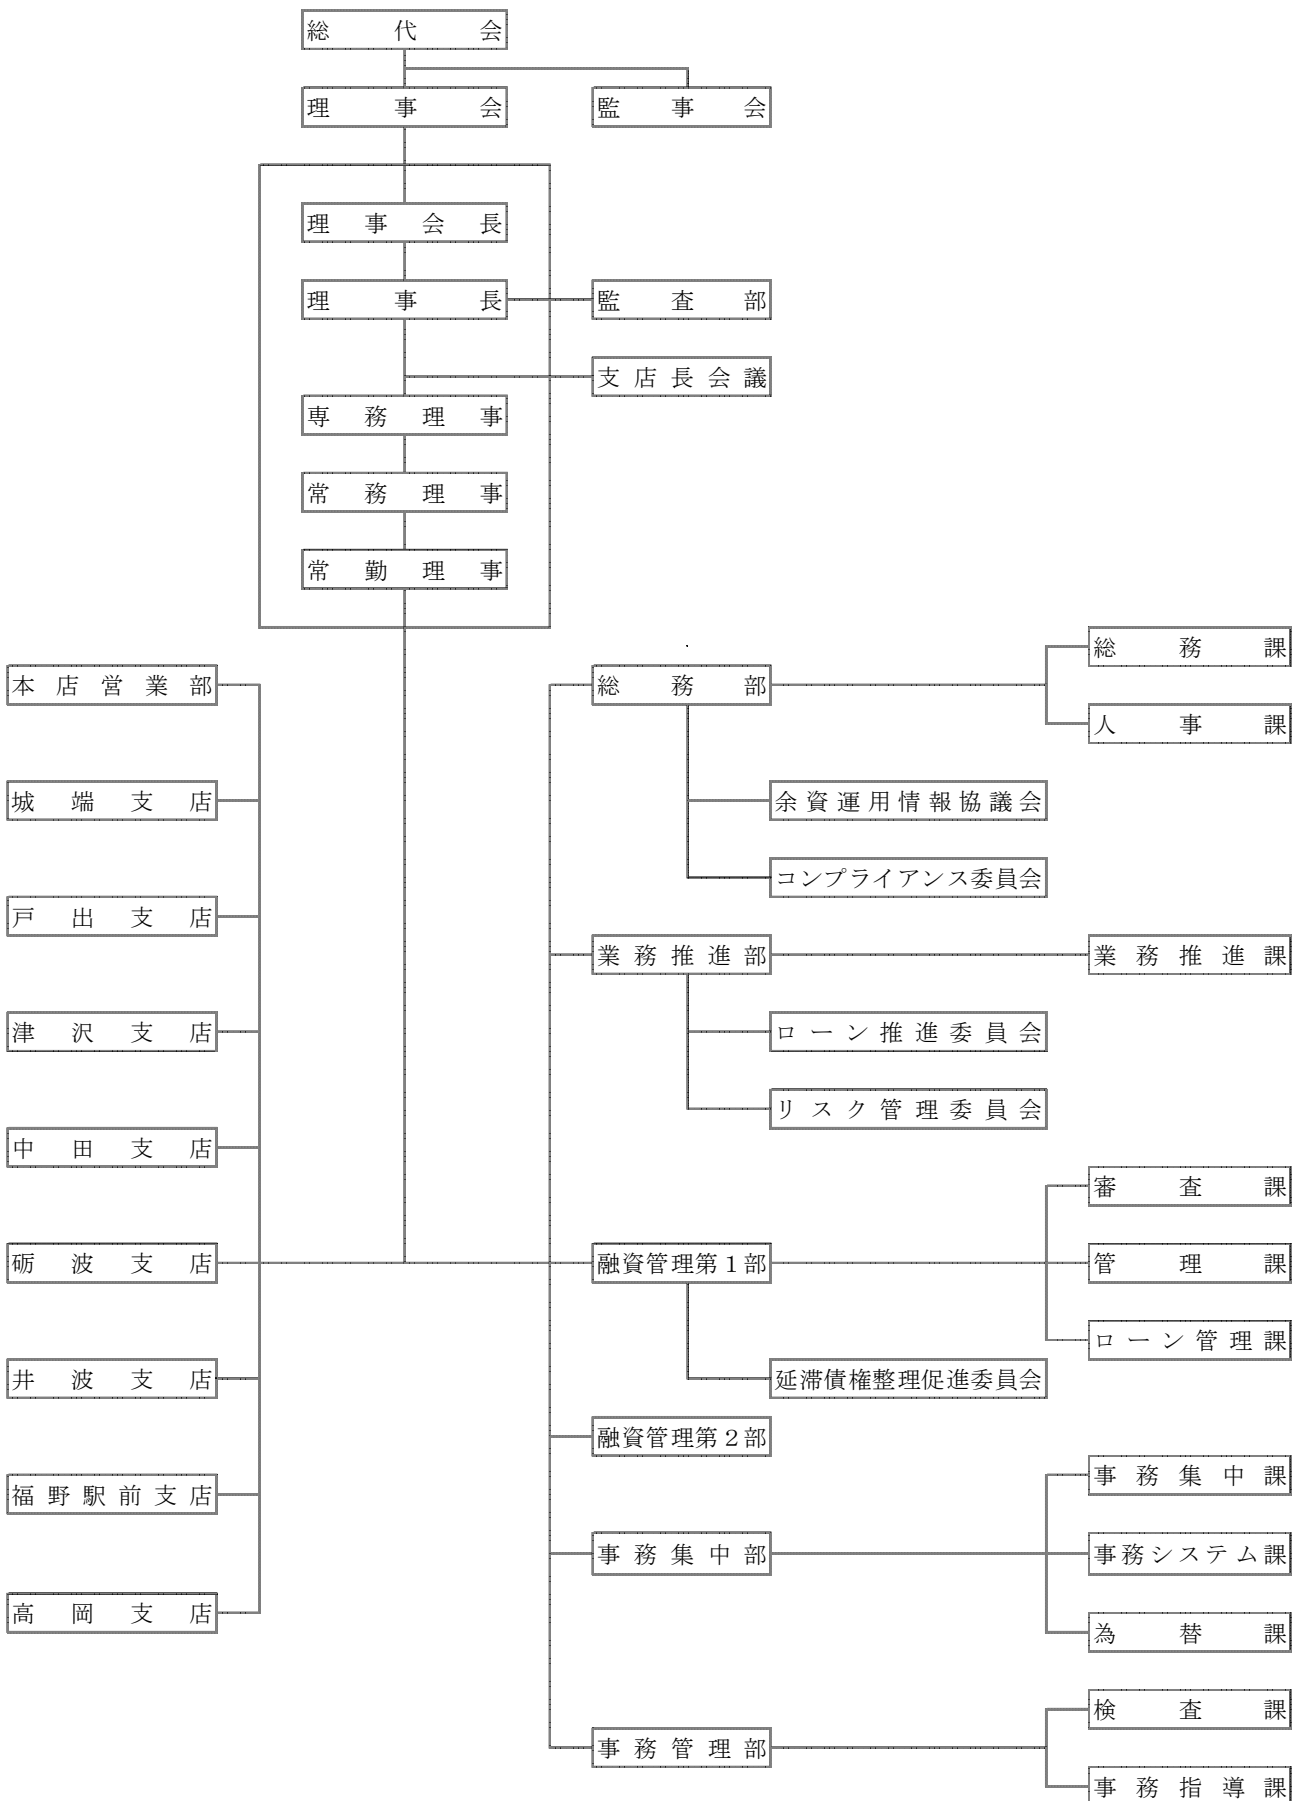 総代会
理事会
監事会
理事会長
理事長
監査部
支店長会議
専務理事
常務理事
常勤理事
総務課
本店営業部
総務部
人事課
城端支店
余資運用情報協議会
コンプライアンス委員会
戸出支店
業務推進部
業務推進課
津沢支店
ローン推進委員会
リスク管理委員会
中田支店
審査課
砺波支店
融資管理第1部
管理課
ローン管理課
井波支店
延滞債権整理促進委員会
融資管理第2部
事務集中課
福野駅前支店
事務集中部
事務システム課
高岡支店
為替課
検査課
事務管理部
事務指導課